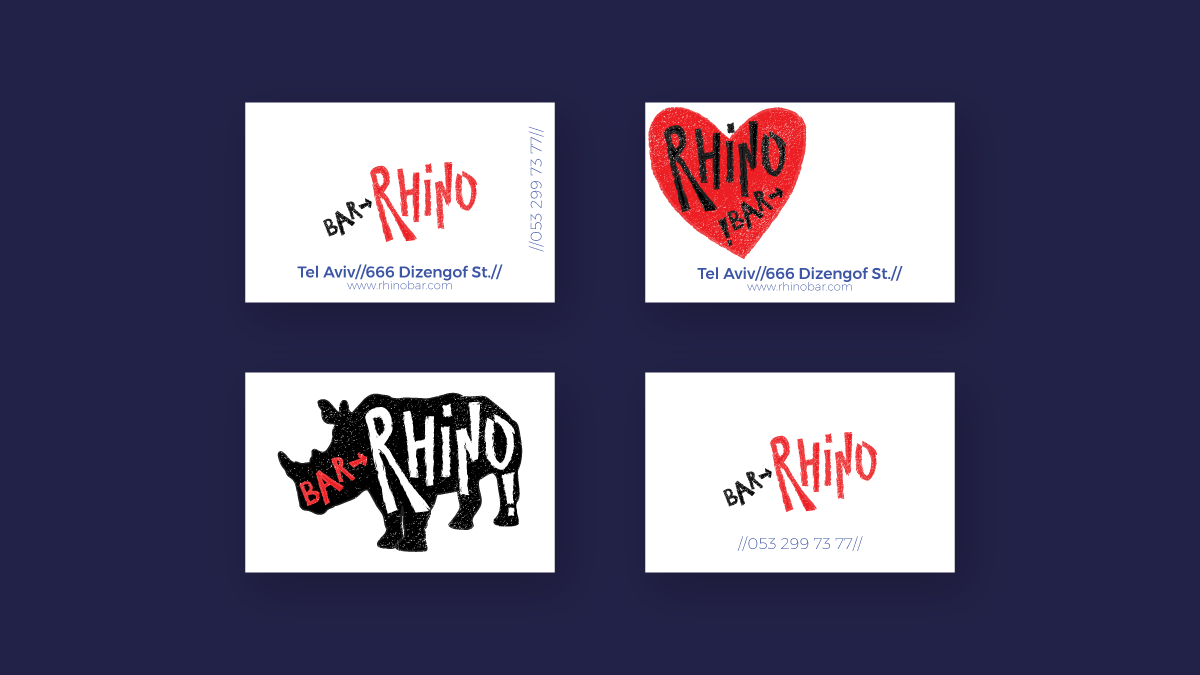 BAR→RHiNO
//053 299 73 77//
Tel Aviv//666 Dizengof St.//
www.rhinobar.com
RHiNO
!BAR→
Tel Aviv//666 Dizengof St.//
www.rhinobar.com
BAR→RHiNO!
BAR→RHiNO
//053 299 73 77//